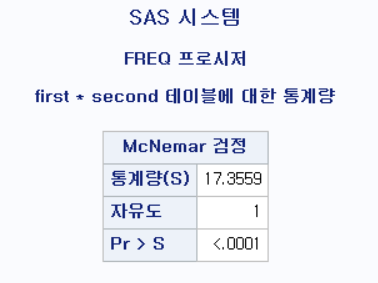 SAS 시스템
FREQ 프로시저
first * second 테이블에 대한 통계량
McNemar 검정
통계량(S) 17.3559
자유도 1
Pr > S <.0001